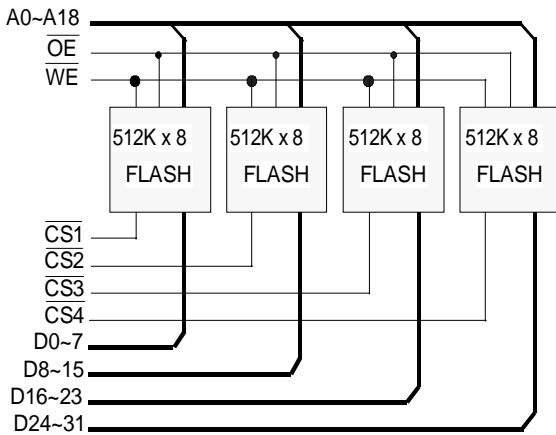 A0~A18
OE
WE
512K x 8
FLASH
512K x 8
FLASH
512K x 8
FLASH
512K x 8
FLASH
CS1
CS2
CS3
CS4
D0~7
D8~15
D16~23
D24~31